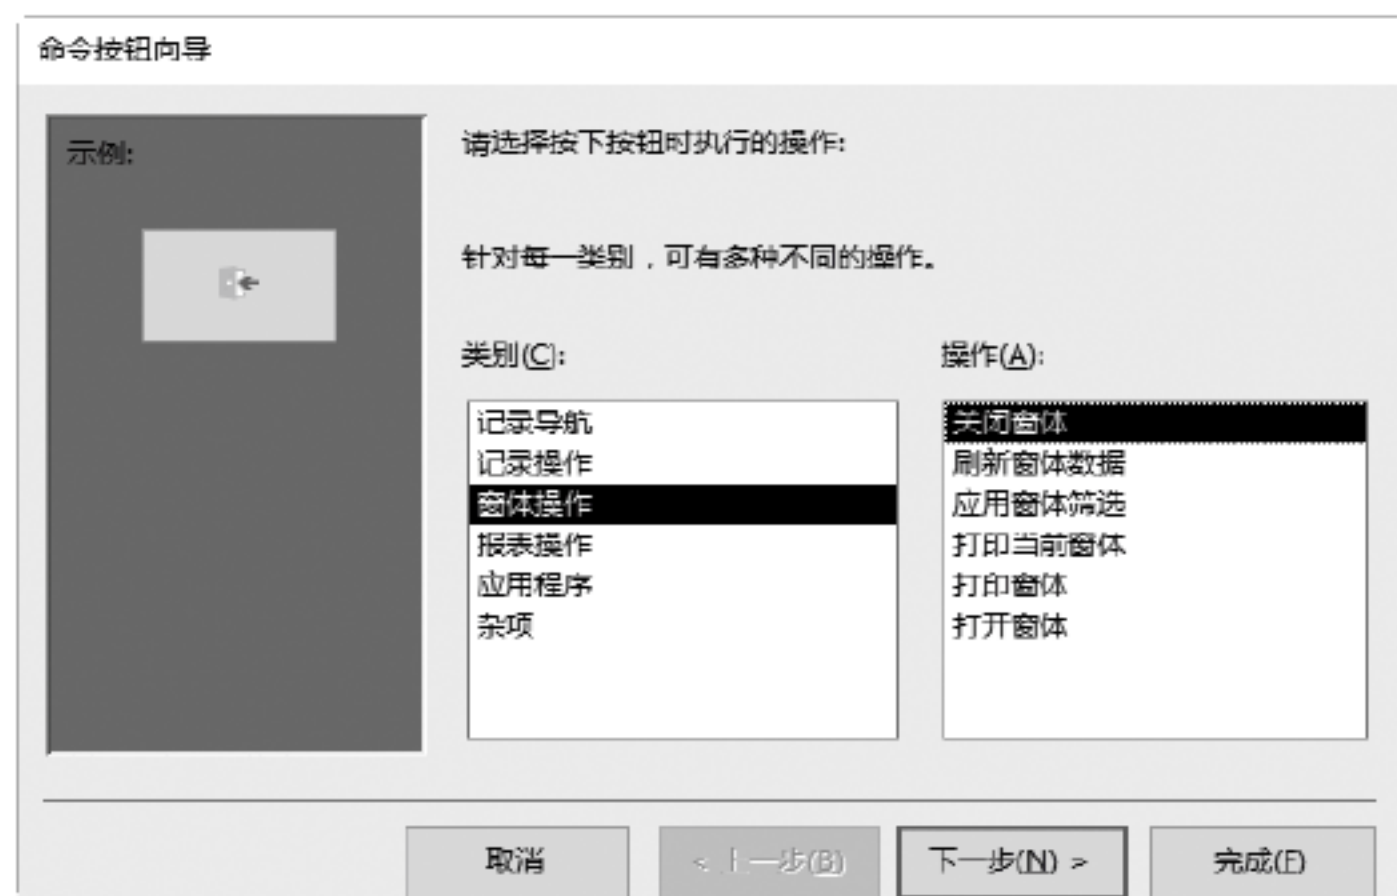 命令按钮向导
示例:
请选择按下按钮时执行的操作:
针对每一类别，可有多种不同的操作。
类别(C):
记录导航
记录操作
窗体操作
报表操作
应用程序
杂项
操作(A):
关闭窗体
刷新窗体数据
应用窗体筛选
打印当前窗体
打印窗体
打开窗体
取消
< 上一步(B)
下一步(N) >
完成(F)